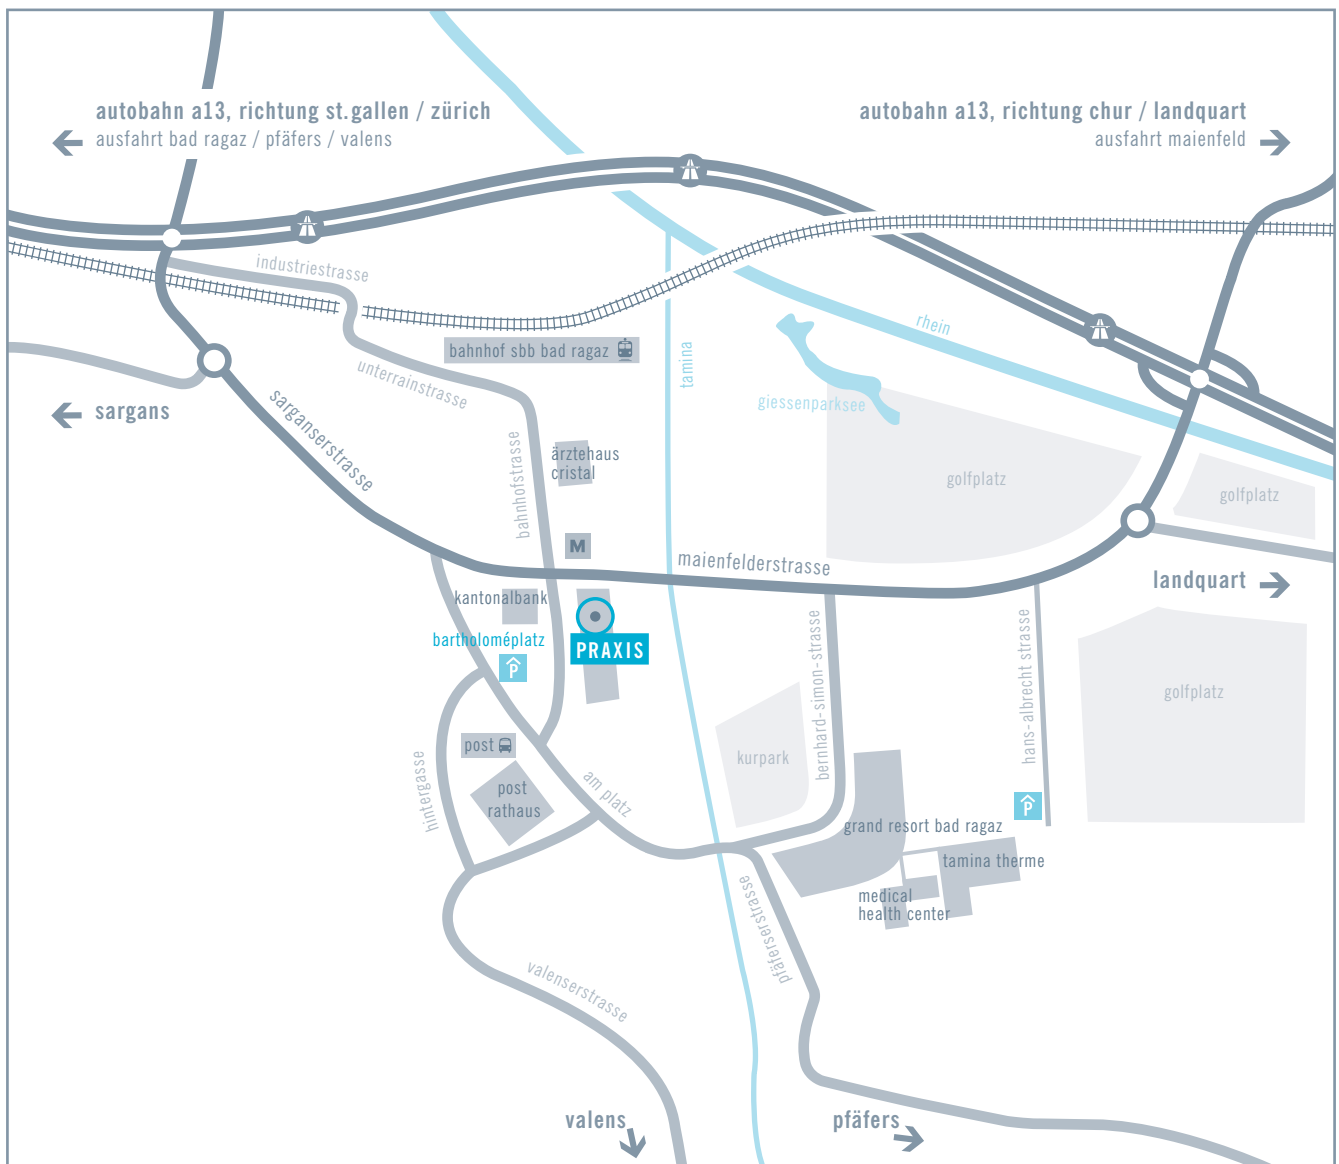 autobahn a13, richtung st.gallen / zürich
ausfahrt bad ragaz / pfäfers / valens
autobahn a13, richtung chur / landquart
ausfahrt maienfeld
industriestrasse
rhein
bahnhof sbb bad ragaz
tamina
unterrainstrasse
giessenparksee
sargans
sarganserstrasse
bahnhofstrasse
ärztehaus
cristal
golfplatz
golfplatz
M
maienfelderstrasse
landquart
kantonalbank
bartholoméplatz
PRAXIS
P
bernhard-simon-strasse
hans-albrecht strasse
golfplatz
post
kurpark
hintergasse
am platz
post
rathaus
P
grand resort bad ragaz
tamina therme
medical
health center
pfäferserstrasse
valenserstrasse
valens
pfäfers